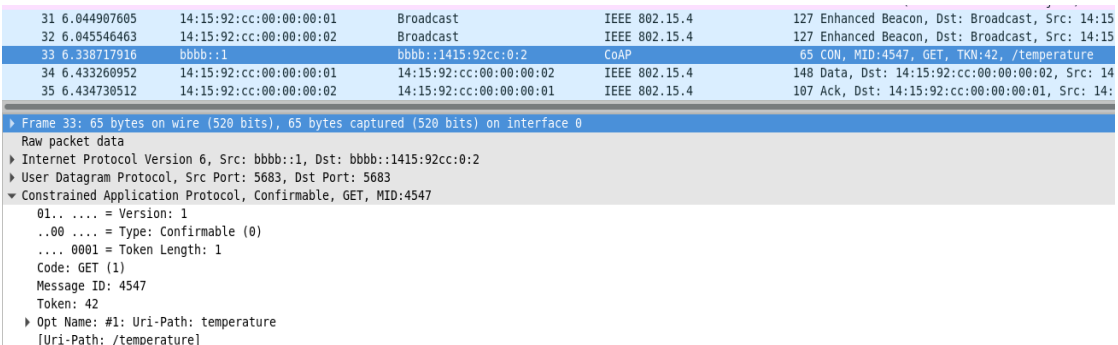 31 6.044907605 14:15:92:cc:00:00:00:01 Broadcast IEEE 802.15.4 127 Enhanced Beacon, Dst: Broadcast, Src: 14:15
32 6.045546463 14:15:92:cc:00:00:00:02 Broadcast IEEE 802.15.4 127 Enhanced Beacon, Dst: Broadcast, Src: 14:15
33 6.338717916 bbbb::1 bbbb::1415:92cc:0:2 CoAP 65 CON, MID:4547, GET, TKN:42, /temperature
34 6.433260952 14:15:92:cc:00:00:00:01 14:15:92:cc:00:00:00:02 IEEE 802.15.4 148 Data, Dst: 14:15:92:cc:00:00:00:02, Src: 14
35 6.434730512 14:15:92:cc:00:00:00:02 14:15:92:cc:00:00:00:01 IEEE 802.15.4 107 Ack, Dst: 14:15:92:cc:00:00:00:01, Src: 14:
Frame 33: 65 bytes on wire (520 bits), 65 bytes captured (520 bits) on interface 0
Raw packet data
Internet Protocol Version 6, Src: bbbb::1, Dst: bbbb::1415:92cc:0:2
User Datagram Protocol, Src Port: 5683, Dst Port: 5683
Constrained Application Protocol, Confirmable, GET, MID:4547
01.. .... = Version: 1
..00 .... = Type: Confirmable (0)
.... 0001 = Token Length: 1
Code: GET (1)
Message ID: 4547
Token: 42
Opt Name: #1: Uri-Path: temperature
[Uri-Path: /temperature]